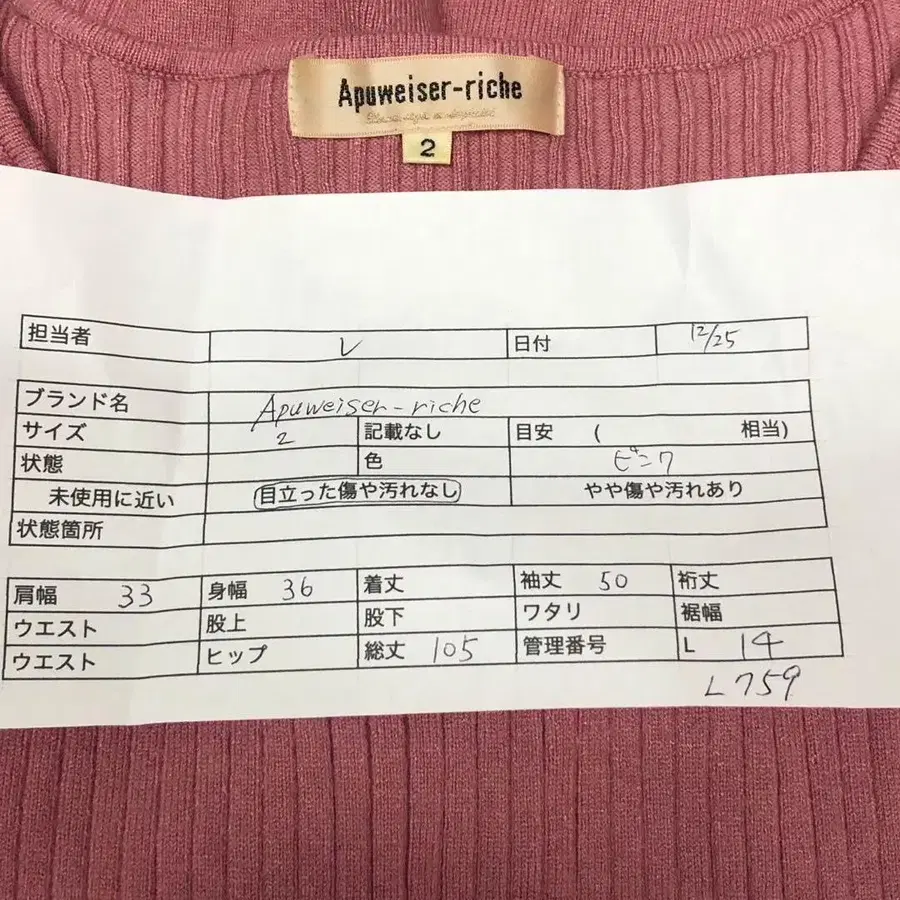 Apuweiser-riche
2
担当者 レ 日付 12/25
ブランド名 Apuweiser-riche
サイズ 2 記載なし 目安 ( 相当)
状態 色 ピンク
未使用に近い 目立った傷や汚れなし やや傷や汚れあり
状態箇所
肩幅 33 身幅 36 着丈 袖丈 50 裄丈
ウエスト 股上 股下 ワタリ 裾幅
ウエスト ヒップ 総丈 105 管理番号 L 14
L759